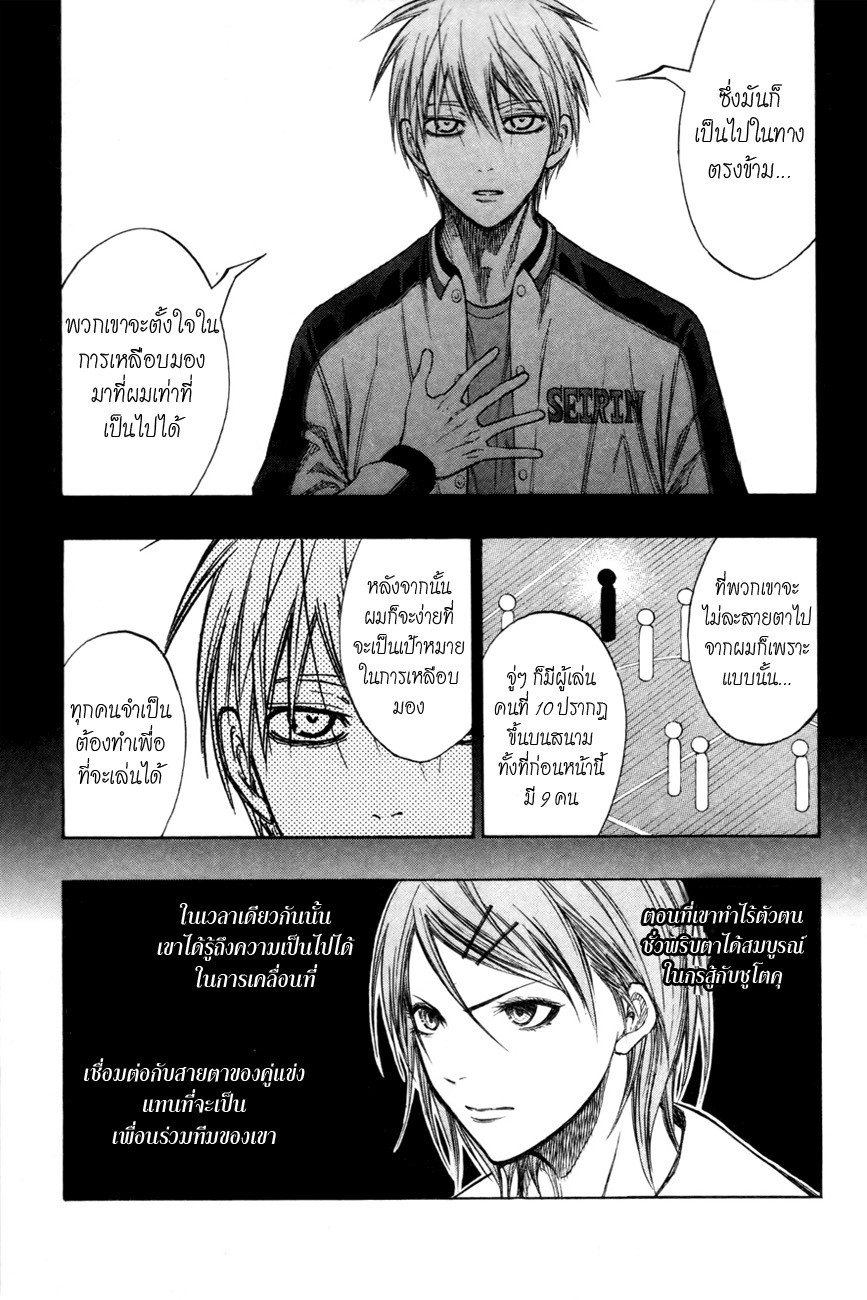 ซึ่งมันก็
เป็นไปในทาง
ตรงข้าม...
พวกเขาจะตั้งใจใน
การเหลือบมอง
มาที่ผมเท่าที่
เป็นไปได้
SEIRIN
ที่พวกเขาจะ
ไม่ละสายตาไป
จากผมก็เพราะ
แบบนั้น...
จู่ๆ ก็มีผู้เล่น
คนที่ 10 ปรากฏ
ขึ้นบนสนาม
ทั้งที่ก่อนหน้านี้
มี 9 คน
หลังจากนั้น
ผมก็จะง่ายที่
จะเป็นเป้าหมาย
ในการเหลือบ
มอง
ทุกคนจำเป็น
ต้องทำเพื่อ
ที่จะเล่นได้
ตอนที่เขาทำไร้ตัวตน
ชั่วพริบตาได้สมบูรณ์
ในกรสู้กับชูโตคุ
ในเวลาเดียวกันนั้น
เขาได้รู้ถึงความเป็นไปได้
ในการเคลื่อนที่
เชื่อมต่อกับสายตาของคู่แข่ง
แทนที่จะเป็น
เพื่อนร่วมทีมของเขา